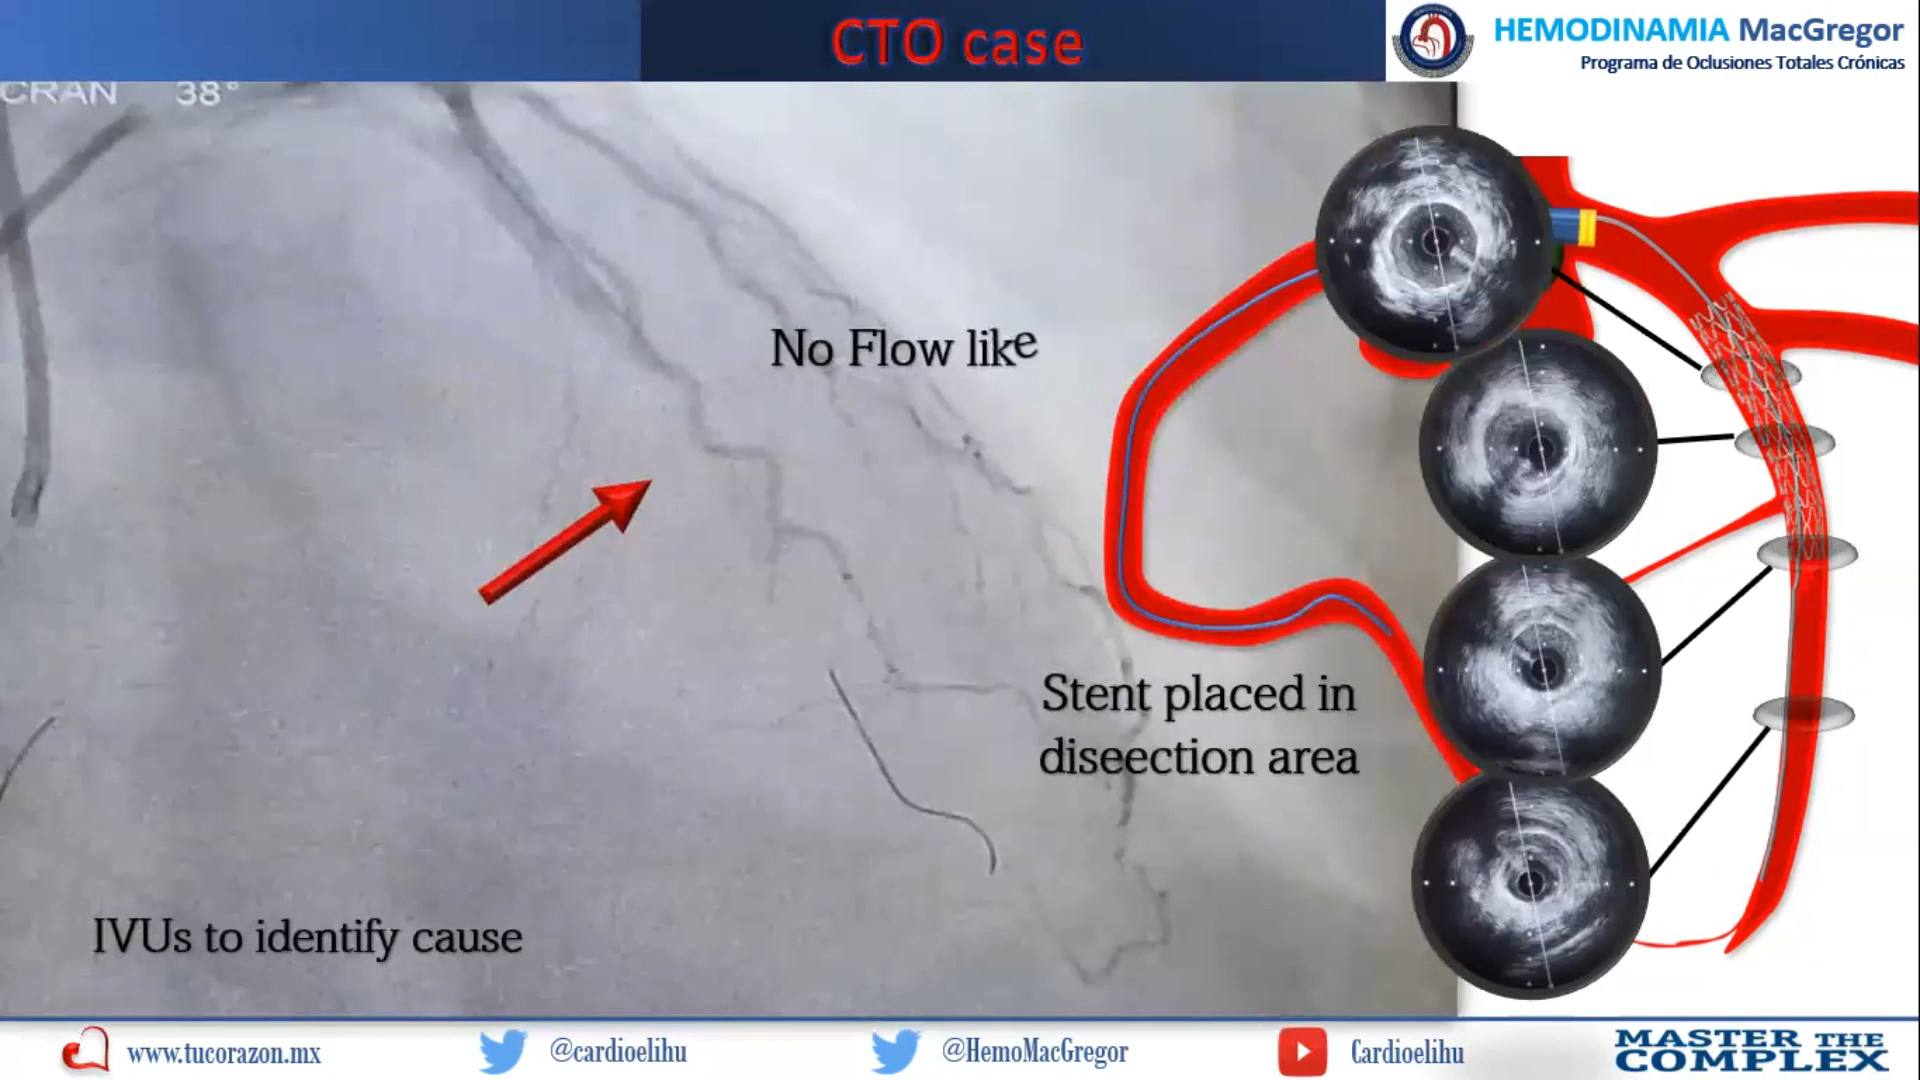 CTO case
HEMODINAMIA MacGregor
Programa de Oclusiones Totales Crónicas
CRAN 38°
No Flow like
Stent placed in
diseection area
IVUs to identify cause
www.tucorazon.mx
@cardioelihu
@HemoMacGregor
Cardioelihu
MASTER THE
COMPLEX